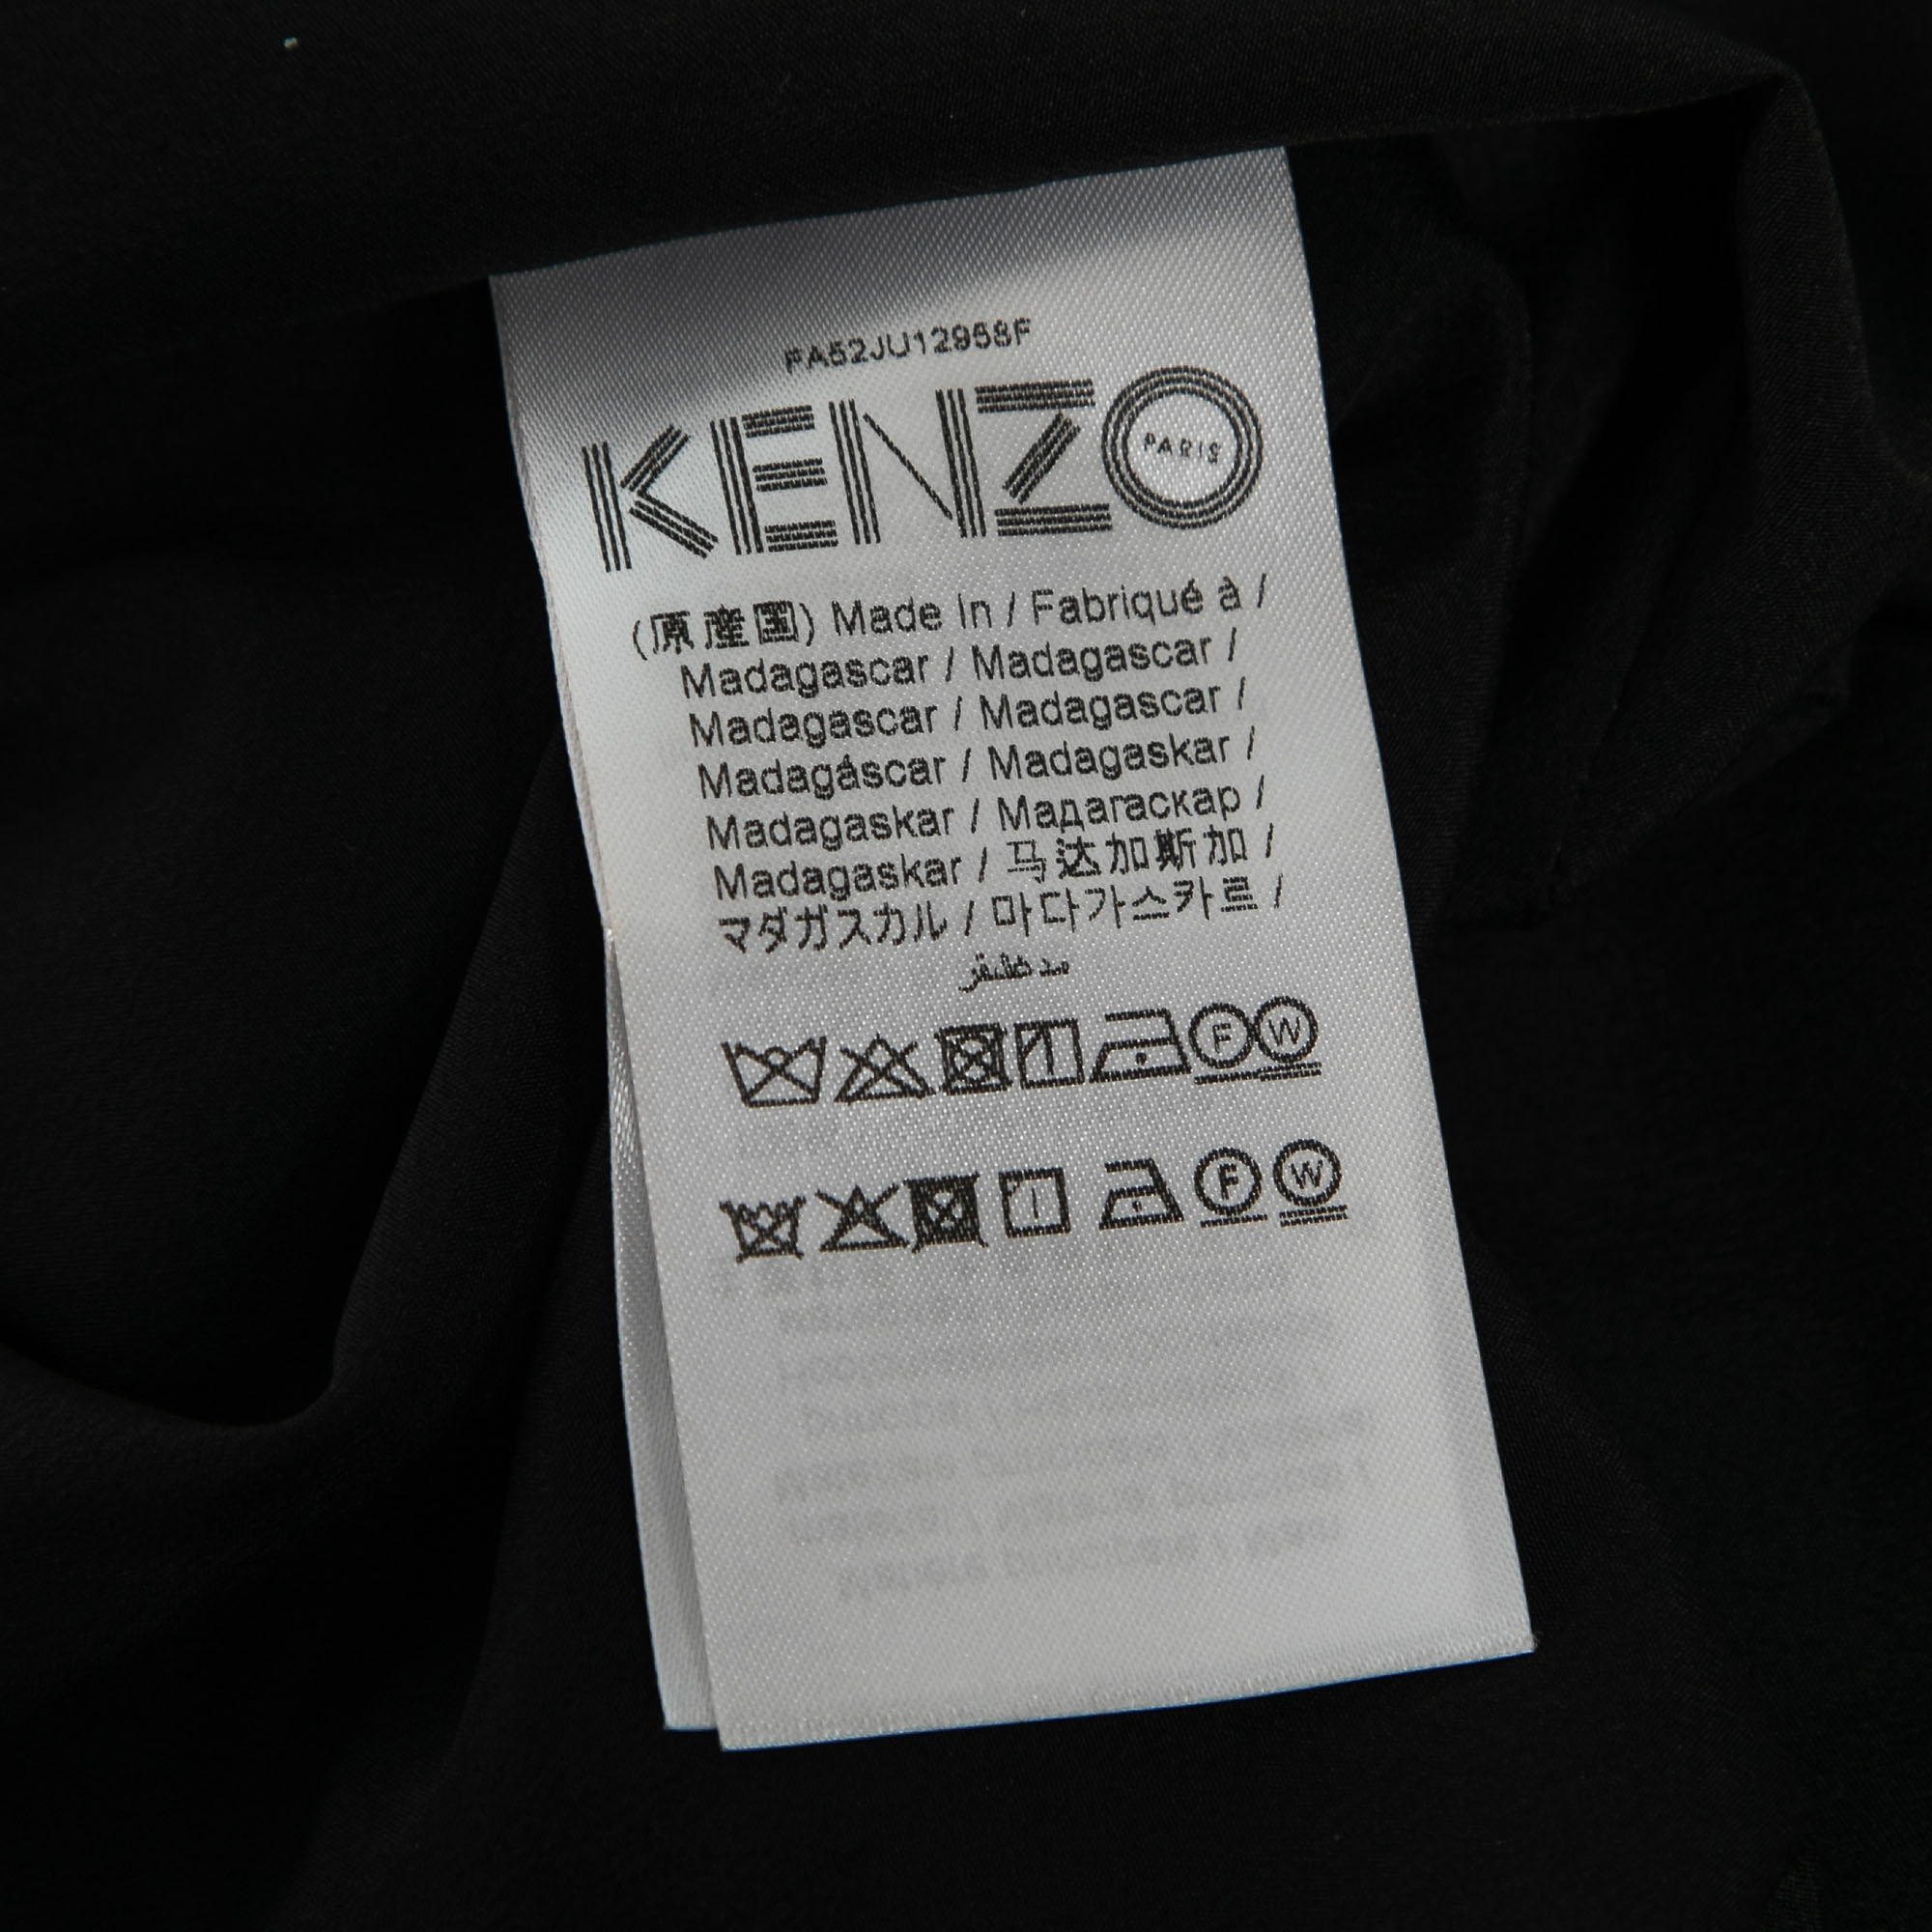 FA52JU12958F
KENZO
PARIS
(原産国) Made in / Fabriqué à /
Madagascar / Madagascar /
Madagascar / Madagascar /
Madagáscar / Madagaskar /
Madagaskar / Мадагаскар /
Madagaskar / 马达加斯加 /
マダガスカル / 마다가스카르 /
F W
F W